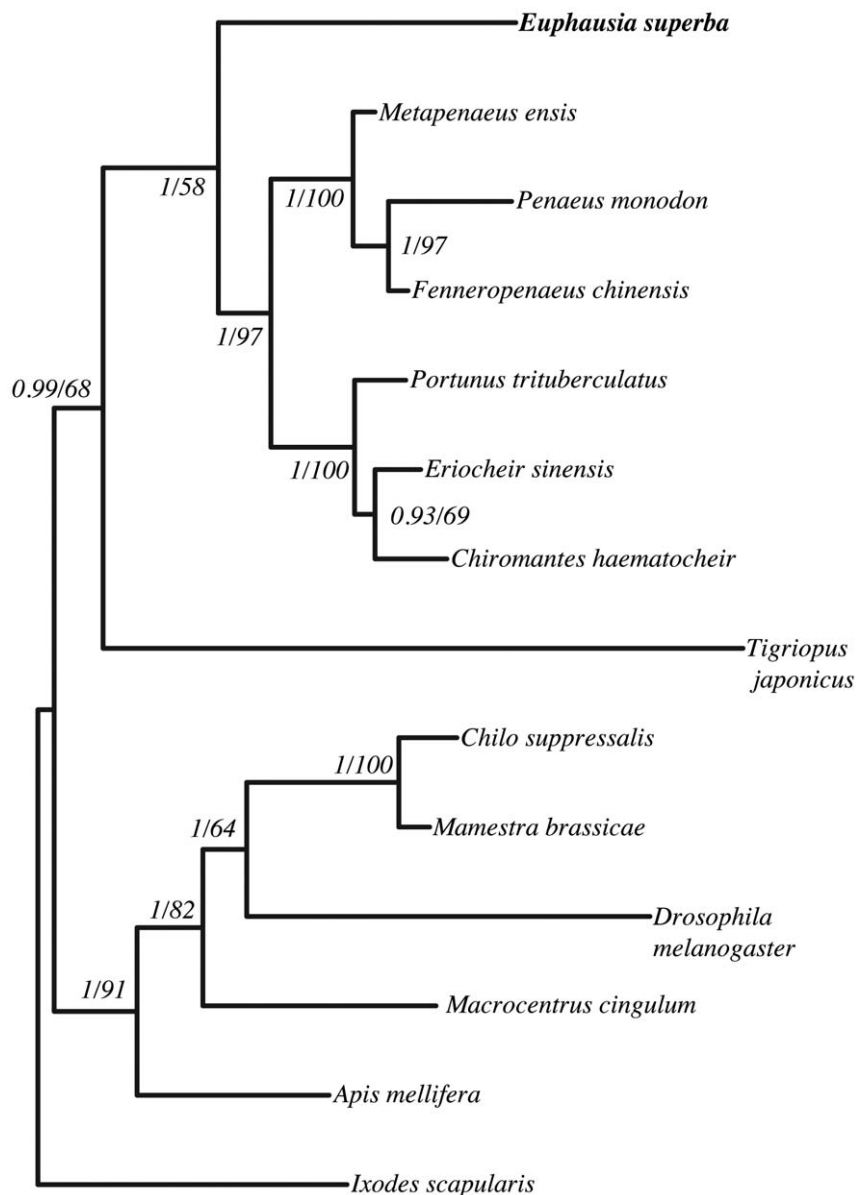 Euphausia superba
Metapenaeus ensis
1/58
1/100
Penaeus monodon
1/97
Fenneropenaeus chinensis
1/97
Portunus trituberculatus
0.99/68
1/100
Eriocheir sinensis
0.93/69
Chiromantes haematocheir
Tigriopus
japonicus
Chilo suppressalis
1/100
1/64
Mamestra brassicae
1/82
Drosophila
melanogaster
1/91
Macrocentrus cingulum
Apis mellifera
Ixodes scapularis